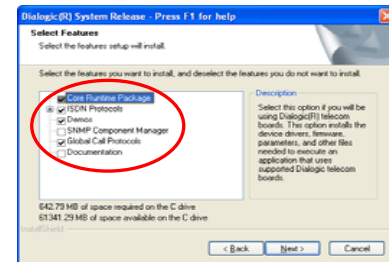 Dialogic(R) System Release - Press F1 for help
Select Features
Select the features setup will install.
Select the features you want to install, and deselect the features you do not want to install.
Core Runtime Package
ISDN Protocols
Demos
SNMP Component Manager
Global Call Protocols
Documentation
Description
Select this option if you will be
using Dialogic(R) telecom
boards. This option installs the
device drivers, firmware,
parameters, and other files
needed to execute an
application that uses
supported Dialogic telecom
boards.
642.79 MB of space required on the C drive
61341.29 MB of space available on the C drive
InstallShield
< Back
Next >
Cancel